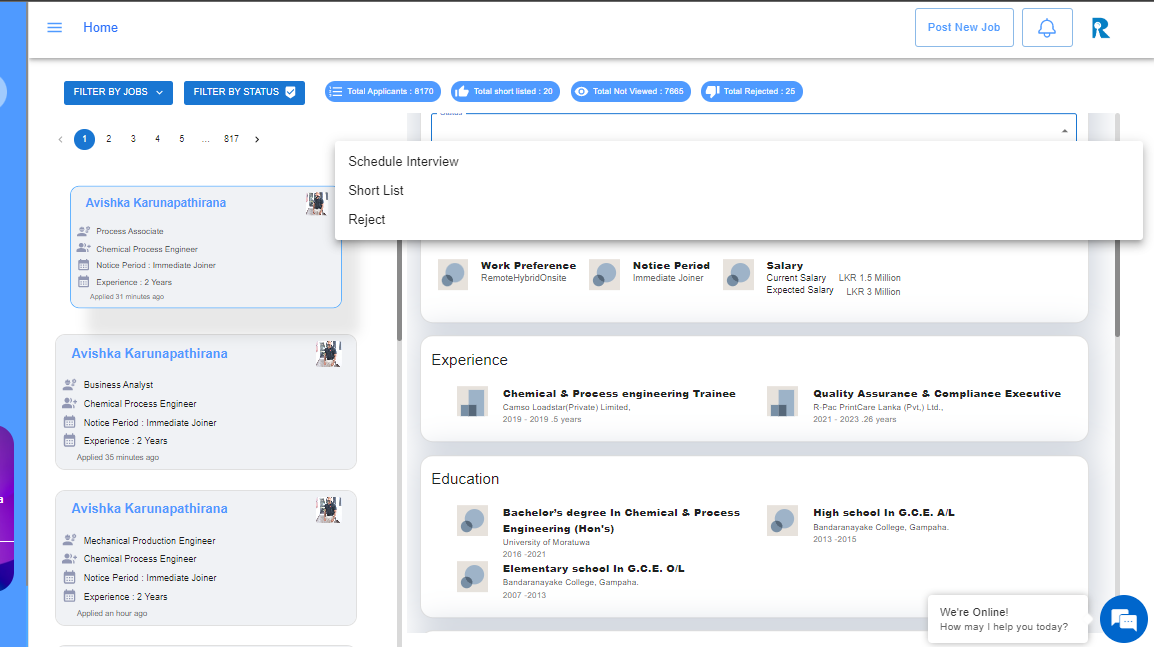 Home
Post New Job
FILTER BY JOBS
FILTER BY STATUS
Total Applicants : 8170
Total short listed : 20
Total Not Viewed : 7665
Total Rejected : 25
1 2 3 4 5 ... 817
Schedule Interview
Short List
Reject
Avishka Karunapathirana
Process Associate
Chemical Process Engineer
Notice Period : Immediate Joiner
Experience : 2 Years
Applied 31 minutes ago
Avishka Karunapathirana
Business Analyst
Chemical Process Engineer
Notice Period : Immediate Joiner
Experience : 2 Years
Applied 35 minutes ago
Avishka Karunapathirana
Mechanical Production Engineer
Chemical Process Engineer
Notice Period : Immediate Joiner
Experience : 2 Years
Applied an hour ago
Work Preference
RemoteHybridOnsite
Notice Period
Immediate Joiner
Salary
Current Salary LKR 1.5 Million
Expected Salary LKR 3 Million
Experience
Chemical & Process engineering Trainee
Camso Loadstar(Private) Limited,
2019 - 2019 .5 years
Quality Assurance & Compliance Executive
R-Pac PrintCare Lanka (Pvt,) Ltd.,
2021 - 2023 .26 years
Education
Bachelor's degree In Chemical & Process
Engineering (Hon's)
University of Moratuwa
2016 -2021
High school In G.C.E. A/L
Bandaranayake College, Gampaha.
2013 -2015
Elementary school In G.C.E. O/L
Bandaranayake College, Gampaha.
2007 -2013
We're Online!
How may I help you today?